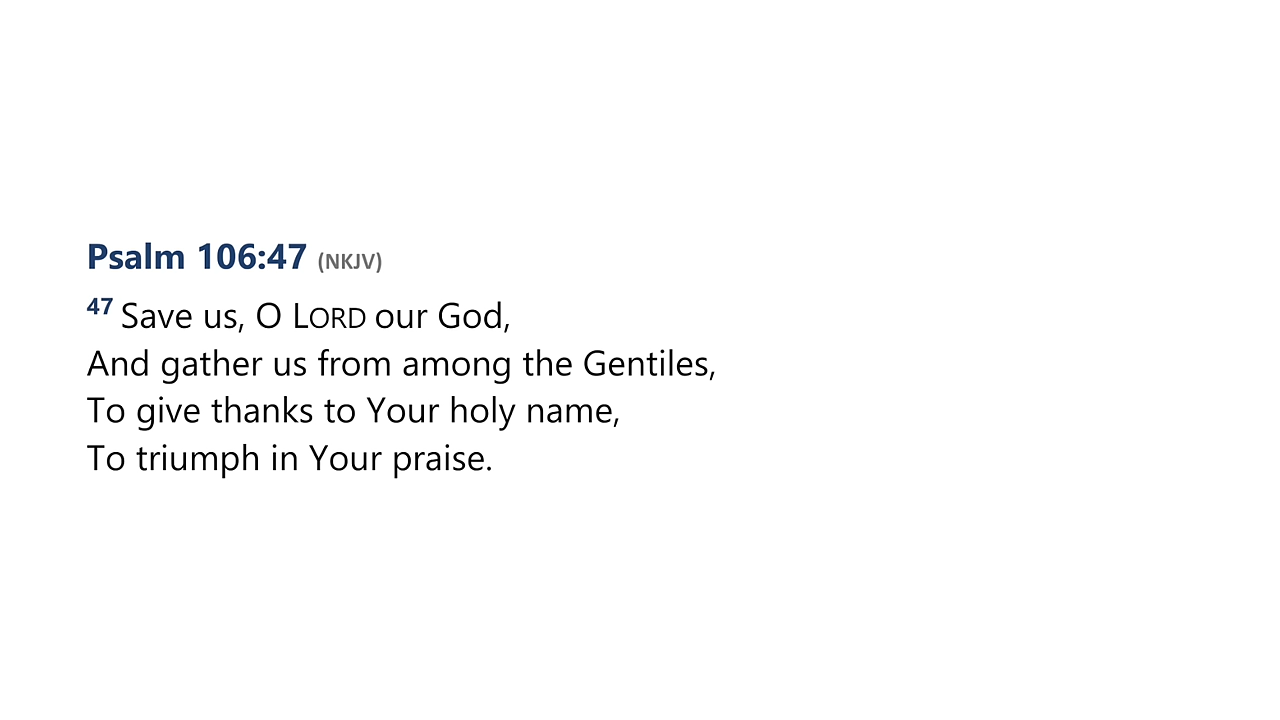 Psalm 106:47 (NKJV)
47 Save us, O LORD our God,
And gather us from among the Gentiles,
To give thanks to Your holy name,
To triumph in Your praise.